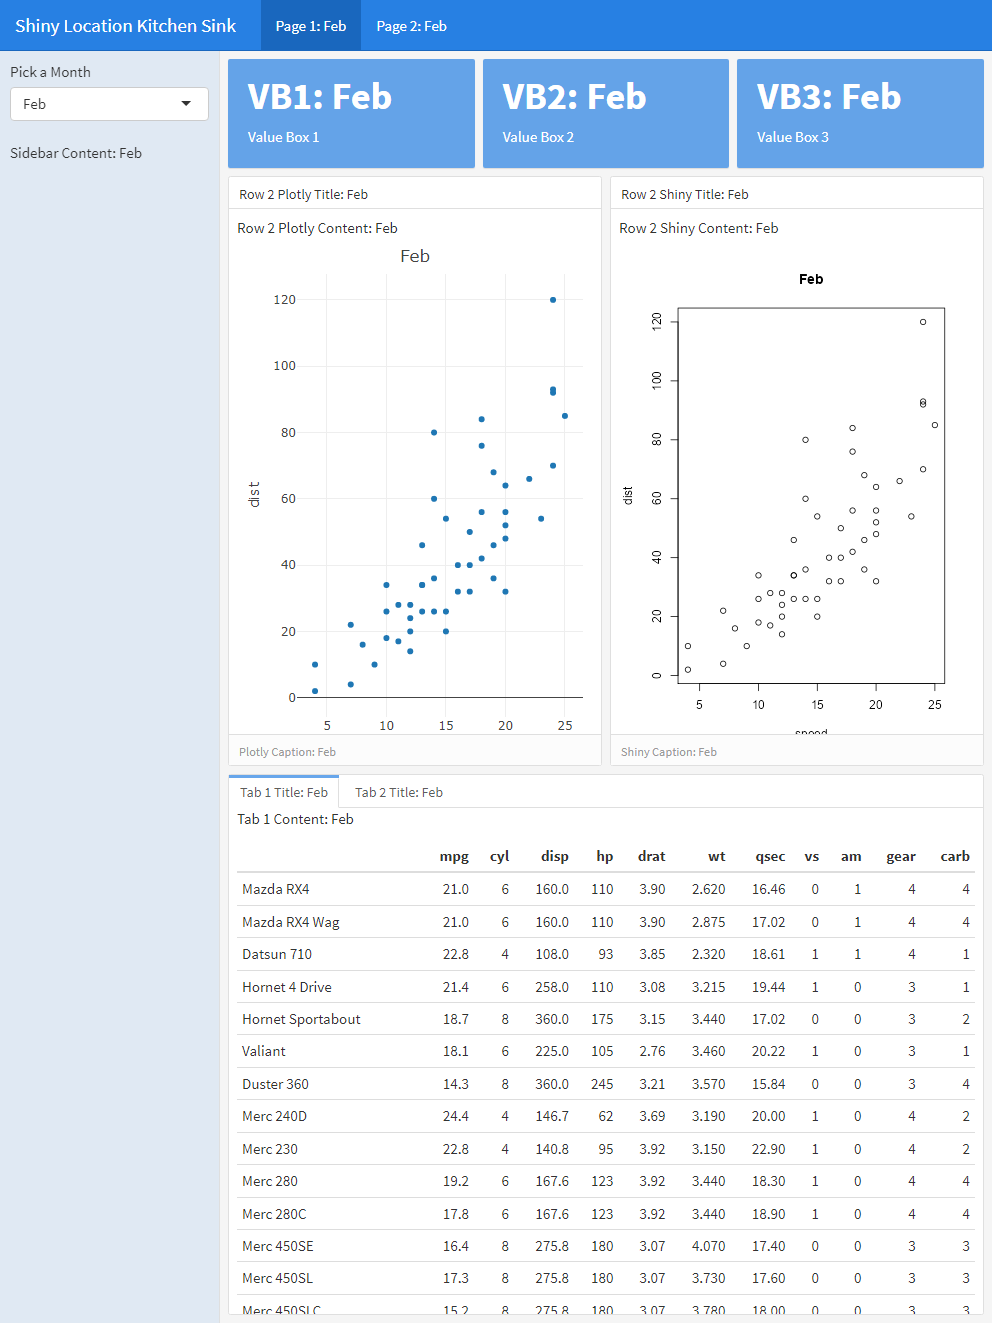 Shiny Location Kitchen Sink Page 1: Feb Page 2: Feb
Pick a Month
Feb
Sidebar Content: Feb
VB1: Feb
Value Box 1
VB2: Feb
Value Box 2
VB3: Feb
Value Box 3
Row 2 Plotly Title: Feb
Row 2 Plotly Content: Feb
Feb
120
100
80
60
40
20
0
dist
5 10 15 20 25
Plotly Caption: Feb
Row 2 Shiny Title: Feb
Row 2 Shiny Content: Feb
Feb
120
100
80
60
40
20
0
dist
5 10 15 20 25
speed
Shiny Caption: Feb
Tab 1 Title: Feb Tab 2 Title: Feb
Tab 1 Content: Feb
mpg cyl disp hp drat wt qsec vs am gear carb
Mazda RX4 21.0 6 160.0 110 3.90 2.620 16.46 0 1 4 4
Mazda RX4 Wag 21.0 6 160.0 110 3.90 2.875 17.02 0 1 4 4
Datsun 710 22.8 4 108.0 93 3.85 2.320 18.61 1 1 4 1
Hornet 4 Drive 21.4 6 258.0 110 3.08 3.215 19.44 1 0 3 1
Hornet Sportabout 18.7 8 360.0 175 3.15 3.440 17.02 0 0 3 2
Valiant 18.1 6 225.0 105 2.76 3.460 20.22 1 0 3 1
Duster 360 14.3 8 360.0 245 3.21 3.570 15.84 0 0 3 4
Merc 240D 24.4 4 146.7 62 3.69 3.190 20.00 1 0 4 2
Merc 230 22.8 4 140.8 95 3.92 3.150 22.90 1 0 4 2
Merc 280 19.2 6 167.6 123 3.92 3.440 18.30 1 0 4 4
Merc 280C 17.8 6 167.6 123 3.92 3.440 18.90 1 0 4 4
Merc 450SE 16.4 8 275.8 180 3.07 4.070 17.40 0 0 3 3
Merc 450SL 17.3 8 275.8 180 3.07 3.730 17.60 0 0 3 3
Merc 450SLC 15.2 8 275.8 180 3.07 3.780 18.00 0 0 3 3